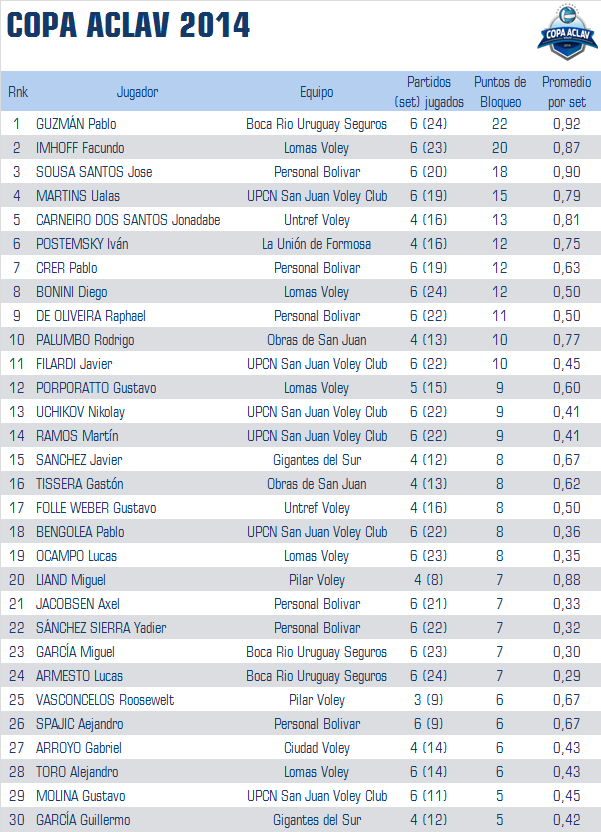 COPA ACLAV 2014
COPA ACLAV
Rnk Jugador Equipo Partidos (set) jugados Puntos de Bloqueo Promedio por set
1 GUZMÁN Pablo Boca Rio Uruguay Seguros 6 (24) 22 0,92
2 IMHOFF Facundo Lomas Voley 6 (23) 20 0,87
3 SOUSA SANTOS Jose Personal Bolivar 6 (20) 18 0,90
4 MARTINS Ualas UPCN San Juan Voley Club 6 (19) 15 0,79
5 CARNEIRO DOS SANTOS Jonadabe Untref Voley 4 (16) 13 0,81
6 POSTEMSKY Iván La Unión de Formosa 4 (16) 12 0,75
7 CRER Pablo Personal Bolivar 6 (19) 12 0,63
8 BONINI Diego Lomas Voley 6 (24) 12 0,50
9 DE OLIVEIRA Raphael Personal Bolivar 6 (22) 11 0,50
10 PALUMBO Rodrigo Obras de San Juan 4 (13) 10 0,77
11 FILARDI Javier UPCN San Juan Voley Club 6 (22) 10 0,45
12 PORPORATTO Gustavo Lomas Voley 5 (15) 9 0,60
13 UCHIKOV Nikolay UPCN San Juan Voley Club 6 (22) 9 0,41
14 RAMOS Martín UPCN San Juan Voley Club 6 (22) 9 0,41
15 SANCHEZ Javier Gigantes del Sur 4 (12) 8 0,67
16 TISSERA Gastón Obras de San Juan 4 (13) 8 0,62
17 FOLLE WEBER Gustavo Untref Voley 4 (16) 8 0,50
18 BENGOLEA Pablo UPCN San Juan Voley Club 6 (22) 8 0,36
19 OCAMPO Lucas Lomas Voley 6 (23) 8 0,35
20 LIAND Miguel Pilar Voley 4 (8) 7 0,88
21 JACOBSEN Axel Personal Bolivar 6 (21) 7 0,33
22 SÁNCHEZ SIERRA Yadier Personal Bolivar 6 (22) 7 0,32
23 GARCÍA Miguel Boca Rio Uruguay Seguros 6 (23) 7 0,30
24 ARMESTO Lucas Boca Rio Uruguay Seguros 6 (24) 7 0,29
25 VASCONCELOS Roosewelt Pilar Voley 3 (9) 6 0,67
26 SPAJIC Aejandro Personal Bolivar 6 (9) 6 0,67
27 ARROYO Gabriel Ciudad Voley 4 (14) 6 0,43
28 TORO Alejandro Lomas Voley 6 (14) 6 0,43
29 MOLINA Gustavo UPCN San Juan Voley Club 6 (11) 5 0,45
30 GARCÍA Guillermo Gigantes del Sur 4 (12) 5 0,42